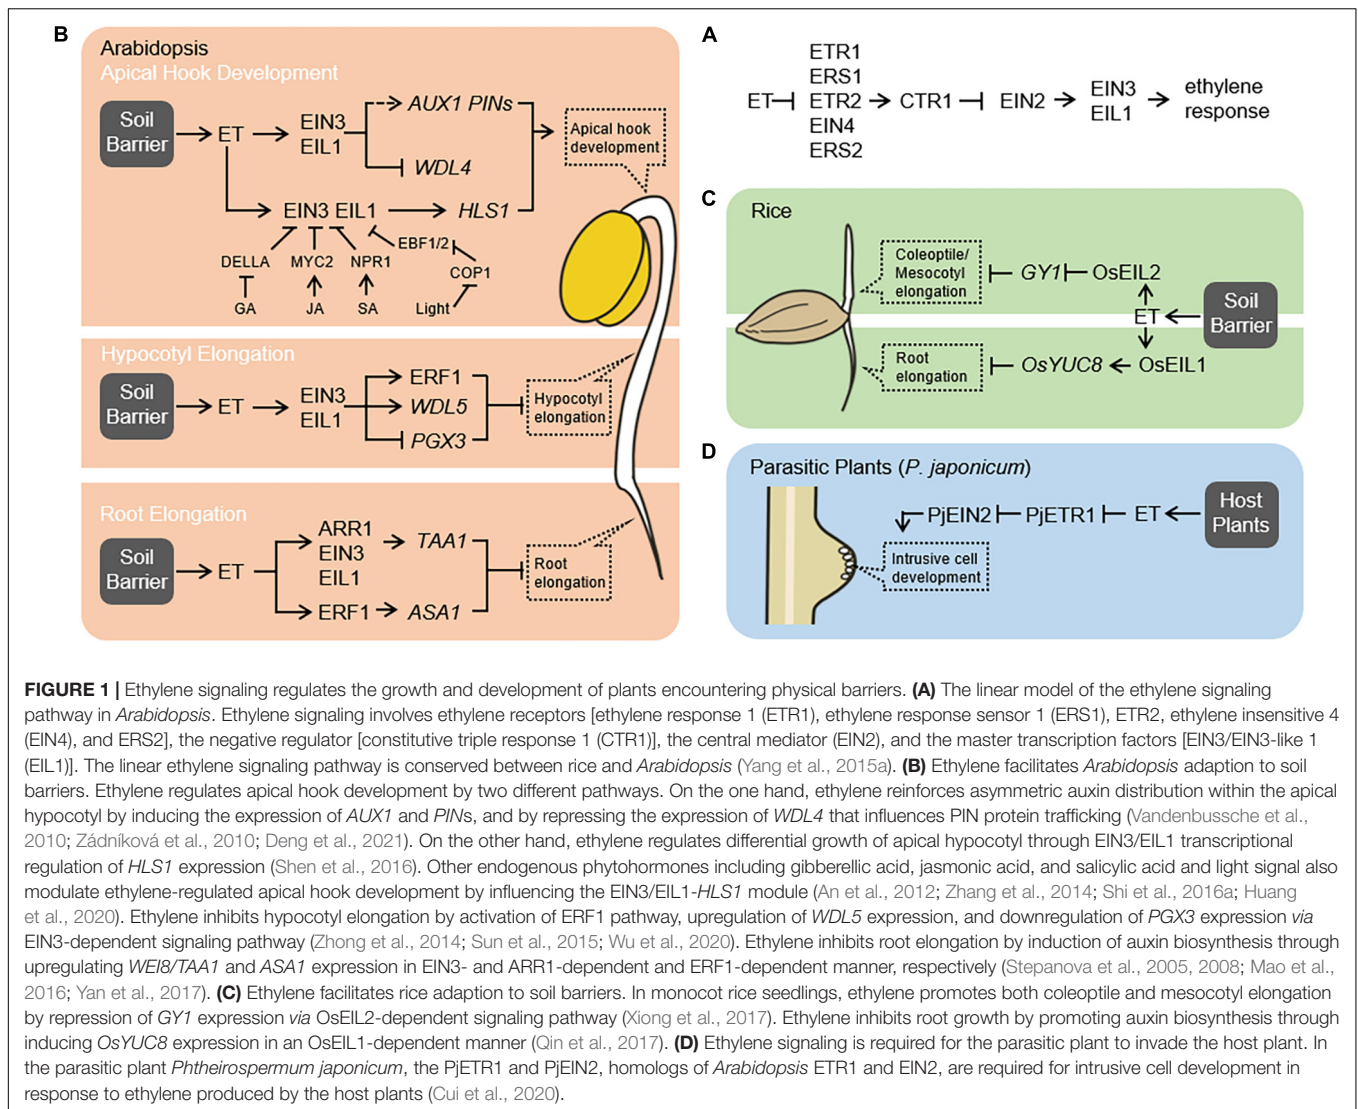 B
Arabidopsis
Apical Hook Development
Soil
Barrier
ET
EIN3
EIL1
AUX1 PINs
WDL4
Apical hook
development
EIN3 EIL1
HLS1
EBF1/2
DELLA
MYC2
NPR1
COP1
GA
JA
SA
Light
Hypocotyl Elongation
Soil
Barrier
ET
EIN3
EIL1
ERF1
WDL5
PGX3
Hypocotyl
elongation
Root Elongation
Soil
Barrier
ET
ARR1
EIN3
EIL1
TAA1
ERF1
ASA1
Root
elongation
A
ET
ETR1
ERS1
ETR2
EIN4
ERS2
CTR1
EIN2
EIN3
EIL1
ethylene
response
C
Rice
Coleoptile/
Mesocotyl
elongation
GY1
OsEIL2
ET
Soil
Barrier
Root
elongation
OsYUC8
OsEIL1
D
Parasitic Plants (P. japonicum)
PjEIN2
PjETR1
ET
Host
Plants
Intrusive cell
development
FIGURE 1 | Ethylene signaling regulates the growth and development of plants encountering physical barriers. (A) The linear model of the ethylene signaling
pathway in Arabidopsis. Ethylene signaling involves ethylene receptors [ethylene response 1 (ETR1), ethylene response sensor 1 (ERS1), ETR2, ethylene insensitive 4
(EIN4), and ERS2], the negative regulator [constitutive triple response 1 (CTR1)], the central mediator (EIN2), and the master transcription factors [EIN3/EIN3-like 1
(EIL1)]. The linear ethylene signaling pathway is conserved between rice and Arabidopsis (Yang et al., 2015a). (B) Ethylene facilitates Arabidopsis adaption to soil
barriers. Ethylene regulates apical hook development by two different pathways. On the one hand, ethylene reinforces asymmetric auxin distribution within the apical
hypocotyl by inducing the expression of AUX1 and PINs, and by repressing the expression of WDL4 that influences PIN protein trafficking (Vandenbussche et al.,
2010; Zádníková et al., 2010; Deng et al., 2021). On the other hand, ethylene regulates differential growth of apical hypocotyl through EIN3/EIL1 transcriptional
regulation of HLS1 expression (Shen et al., 2016). Other endogenous phytohormones including gibberellic acid, jasmonic acid, and salicylic acid and light signal also
modulate ethylene-regulated apical hook development by influencing the EIN3/EIL1-HLS1 module (An et al., 2012; Zhang et al., 2014; Shi et al., 2016a; Huang
et al., 2020). Ethylene inhibits hypocotyl elongation by activation of ERF1 pathway, upregulation of WDL5 expression, and downregulation of PGX3 expression via
EIN3-dependent signaling pathway (Zhong et al., 2014; Sun et al., 2015; Wu et al., 2020). Ethylene inhibits root elongation by induction of auxin biosynthesis through
upregulating WEI8/TAA1 and ASA1 expression in EIN3- and ARR1-dependent and ERF1-dependent manner, respectively (Stepanova et al., 2005, 2008; Mao et al.,
2016; Yan et al., 2017). (C) Ethylene facilitates rice adaption to soil barriers. In monocot rice seedlings, ethylene promotes both coleoptile and mesocotyl elongation
by repression of GY1 expression via OsEIL2-dependent signaling pathway (Xiong et al., 2017). Ethylene inhibits root growth by promoting auxin biosynthesis through
inducing OsYUC8 expression in an OsEIL1-dependent manner (Qin et al., 2017). (D) Ethylene signaling is required for the parasitic plant to invade the host plant. In
the parasitic plant Phtheirospermum japonicum, the PjETR1 and PjEIN2, homologs of Arabidopsis ETR1 and EIN2, are required for intrusive cell development in
response to ethylene produced by the host plants (Cui et al., 2020).